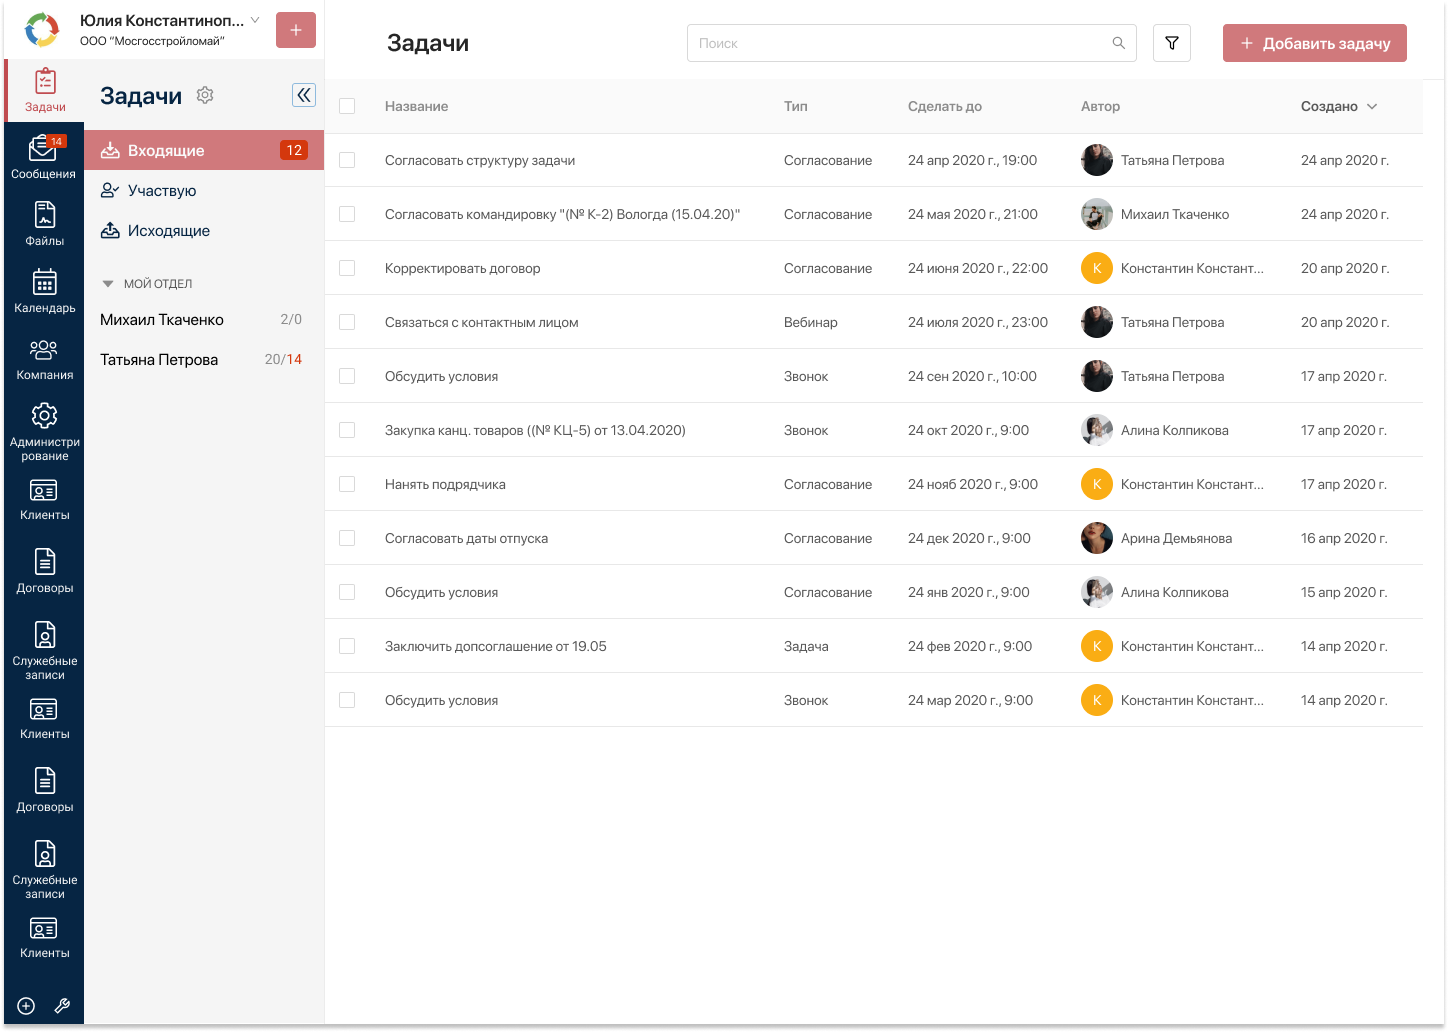 Юлия Константиноп...
ООО "Мосгосстройломай"
Задачи
14
Сообщения
Файлы
Календарь
Компания
Администри
рование
Клиенты
Договоры
Служебные
записи
Клиенты
Договоры
Служебные
записи
Клиенты
Задачи
Входящие 12
Участвую
Исходящие
МОЙ ОТДЕЛ
Михаил Ткаченко 2/0
Татьяна Петрова 20/14
Задачи
Поиск
+ Добавить задачу
Название Тип Сделать до Автор Создано
Согласовать структуру задачи Согласование 24 апр 2020 г., 19:00 Татьяна Петрова 24 апр 2020 г.
Согласовать командировку "(№ К-2) Вологда (15.04.20)" Согласование 24 мая 2020 г., 21:00 Михаил Ткаченко 24 апр 2020 г.
Корректировать договор Согласование 24 июня 2020 г., 22:00 К Константин Констант... 20 апр 2020 г.
Связаться с контактным лицом Вебинар 24 июля 2020 г., 23:00 Татьяна Петрова 20 апр 2020 г.
Обсудить условия Звонок 24 сен 2020 г., 10:00 Татьяна Петрова 17 апр 2020 г.
Закупка канц. товаров ((№ КЦ-5) от 13.04.2020) Звонок 24 окт 2020 г., 9:00 Алина Колпикова 17 апр 2020 г.
Нанять подрядчика Согласование 24 нояб 2020 г., 9:00 К Константин Констант... 17 апр 2020 г.
Согласовать даты отпуска Согласование 24 дек 2020 г., 9:00 Арина Демьянова 16 апр 2020 г.
Обсудить условия Согласование 24 янв 2020 г., 9:00 Алина Колпикова 15 апр 2020 г.
Заключить допсоглашение от 19.05 Задача 24 фев 2020 г., 9:00 К Константин Констант... 14 апр 2020 г.
Обсудить условия Звонок 24 мар 2020 г., 9:00 К Константин Констант... 14 апр 2020 г.